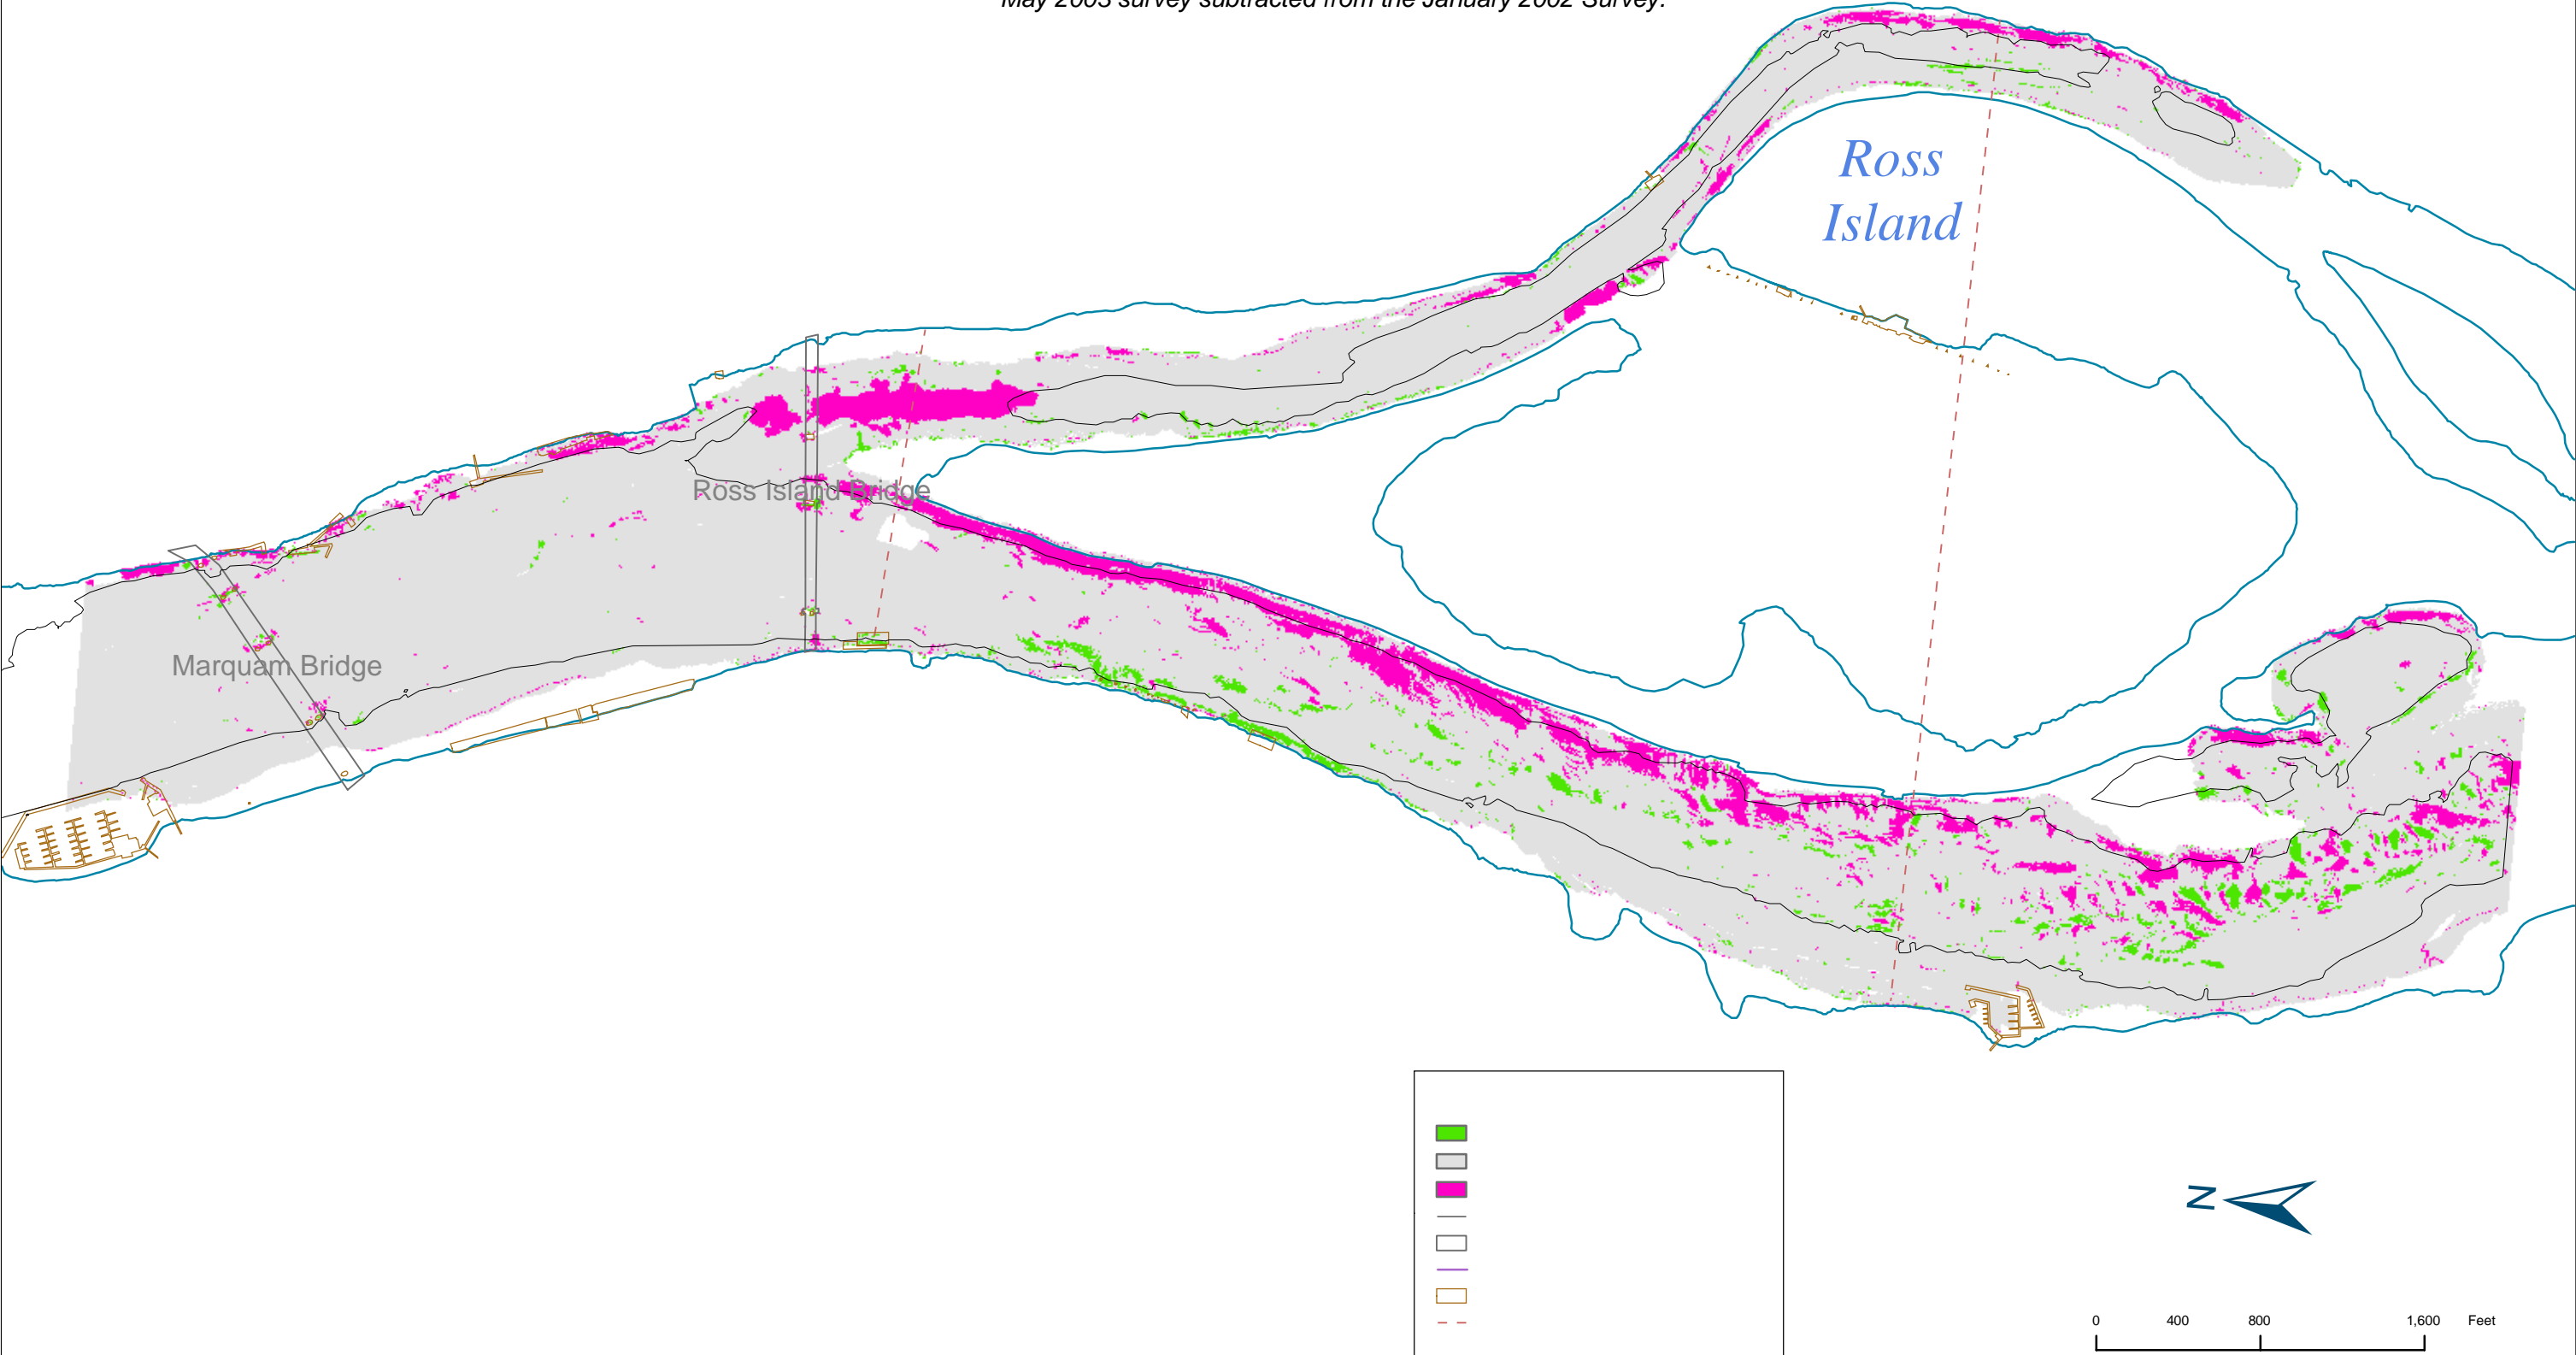 May 2003 survey subtracted from the January 2002 Survey.
Ross
Island
Ross Island Bridge
Marquam Bridge
N
0 400 800 1,600 Feet